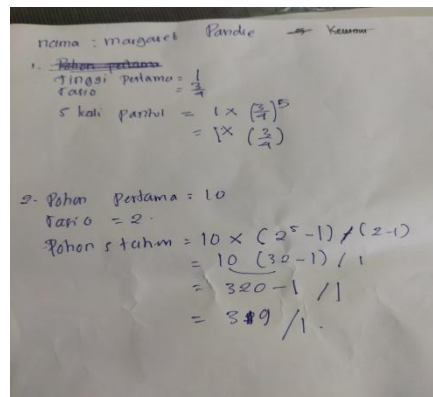 nama : Margaret Pandie
1. Pohon pertama
Tinggi pertama = 1
rasio = 3/4
5 kali pantul = 1 × (3/4)^5
= 1 × (3/4)
2. Pohon pertama = 10
rasio = 2.
Pohon 5 tahun = 10 × (2^5 -1) / (2-1)
= 10 (32-1) / 1
= 320 - 1 / 1
= 319 / 1.